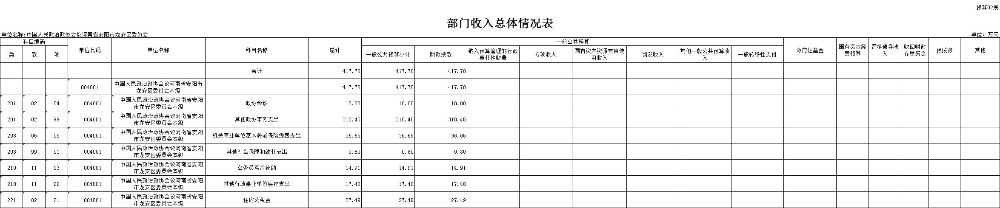 预算02表
部门收入总体情况表
单位名称:中国人民政治政协会议河南省安阳市龙安区委员会 单位：万元
科目编码 单位代码 单位名称 科目名称 总计 一般公共预算 政府性基金 国有资本经营预算 置换债券收入 收回财政存量资金 预拨款 其他
类 款 项 一般公共预算小计 财政拨款 纳入预算管理的行政事业性收费 专项收入 国有资产资源有偿使用收入 罚没收入 其他一般公共预算收入 一般转移性支付
合计 417.70 417.70 417.70
004001 中国人民政治政协会议河南省安阳市龙安区委员会本级 417.70 417.70 417.70
201 02 04 004001 中国人民政治政协会议河南省安阳市龙安区委员会本级 政协会议 10.00 10.00 10.00
201 02 99 004001 中国人民政治政协会议河南省安阳市龙安区委员会本级 其他政协事务支出 310.45 310.45 310.45
208 05 05 004001 中国人民政治政协会议河南省安阳市龙安区委员会本级 机关事业单位基本养老保险缴费支出 36.65 36.65 36.65
208 99 01 004001 中国人民政治政协会议河南省安阳市龙安区委员会本级 其他社会保障和就业支出 0.80 0.80 0.80
210 11 03 004001 中国人民政治政协会议河南省安阳市龙安区委员会本级 公务员医疗补助 14.91 14.91 14.91
210 11 99 004001 中国人民政治政协会议河南省安阳市龙安区委员会本级 其他行政事业单位医疗支出 17.40 17.40 17.40
221 02 01 004001 中国人民政治政协会议河南省安阳市龙安区委员会本级 住房公积金 27.49 27.49 27.49